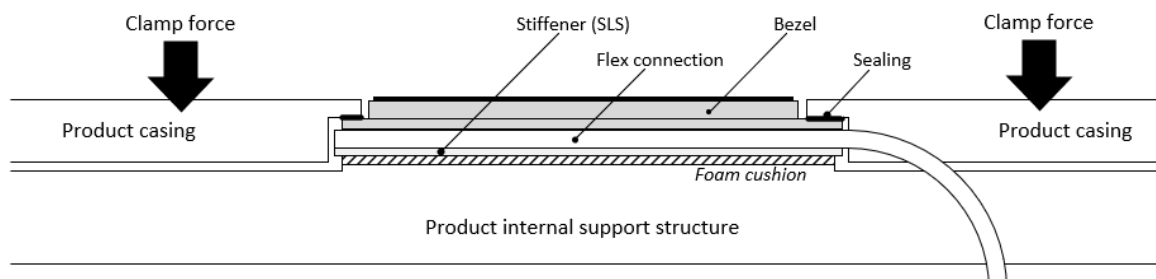 Clamp force
Stiffener (SLS)
Bezel
Clamp force
Flex connection
Sealing
Product casing
Product casing
Foam cushion
Product internal support structure